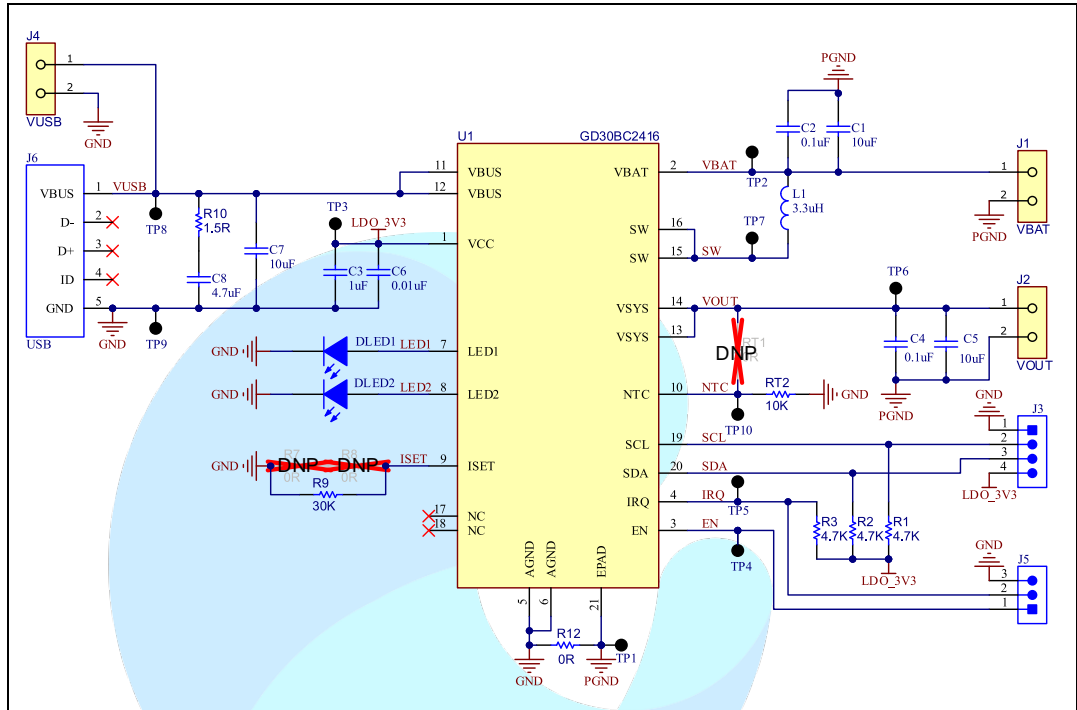 J4
1
2
VUSB
GND
J6
VBUS
1
VUSB
D-
2
D+
3
ID
4
GND
5
USB
GND
TP8
TP9
R10
1.5R
C8
4.7uF
C7
10uF
TP3
LDO_3V3
C3
1uF
C6
0.01uF
GND
DLED1
LED1
GND
DLED2
LED2
GND
R7
DNP
0R
R8
DNP
0R
ISET
R9
30K
U1
GD30BC2416
11
VBUS
12
VBUS
1
VCC
7
LED1
8
LED2
9
ISET
17
NC
18
NC
AGND
5
AGND
6
EPAD
21
VBAT
2
VBAT
SW
16
SW
15
SW
VSYS
14
VOUT
VSYS
13
NTC
10
NTC
SCL
19
SCL
SDA
20
SDA
IRQ
4
IRQ
EN
3
EN
R12
0R
GND
PGND
TP1
PGND
C2
0.1uF
C1
10uF
TP2
L1
3.3uH
TP7
J1
1
2
PGND
VBAT
TP6
J2
1
2
VOUT
C4
0.1uF
C5
10uF
PGND
RT1
DNP
RT2
10K
GND
TP10
GND
J3
1
2
3
4
LDO_3V3
TP5
TP4
R3
4.7K
R2
4.7K
R1
4.7K
LDO_3V3
GND
J5
3
2
1